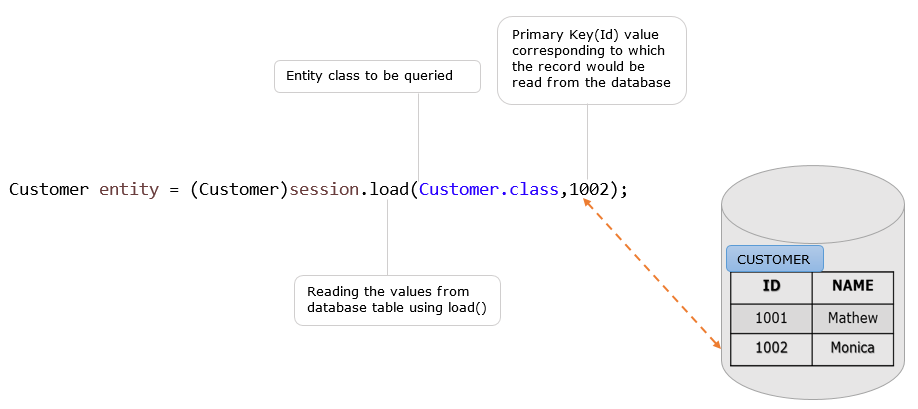 Primary Key(Id) value
corresponding to which
the record would be
read from the database
Entity class to be queried
Customer entity = (Customer)session.load(Customer.class,1002);
Reading the values from
database table using load()
CUSTOMER
ID NAME
1001 Mathew
1002 Monica